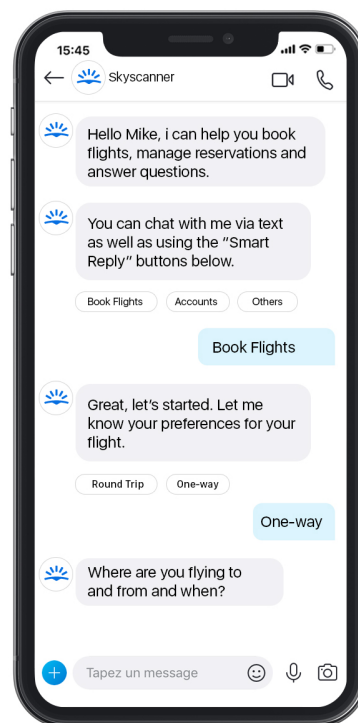 15:45
Skyscanner
Hello Mike, i can help you book
flights, manage reservations and
answer questions.
You can chat with me via text
as well as using the “Smart
Reply” buttons below.
Book Flights Accounts Others
Book Flights
Great, let’s started. Let me
know your preferences for your
flight.
Round Trip One-way
One-way
Where are you flying to
and from and when?
Tapez un message